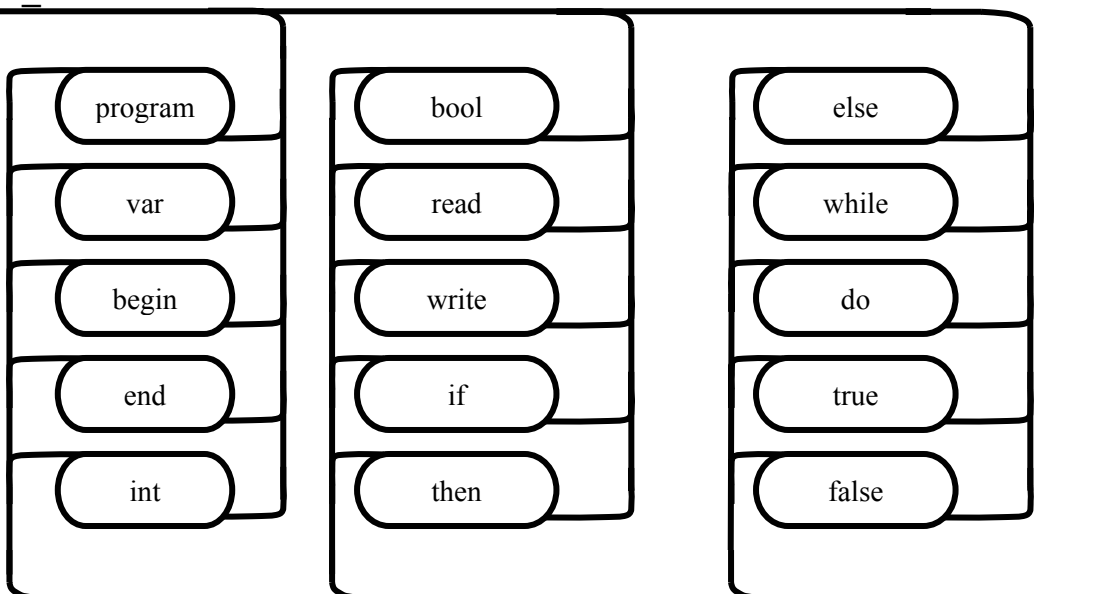 program
var
begin
end
int
bool
read
write
if
then
else
while
do
true
false